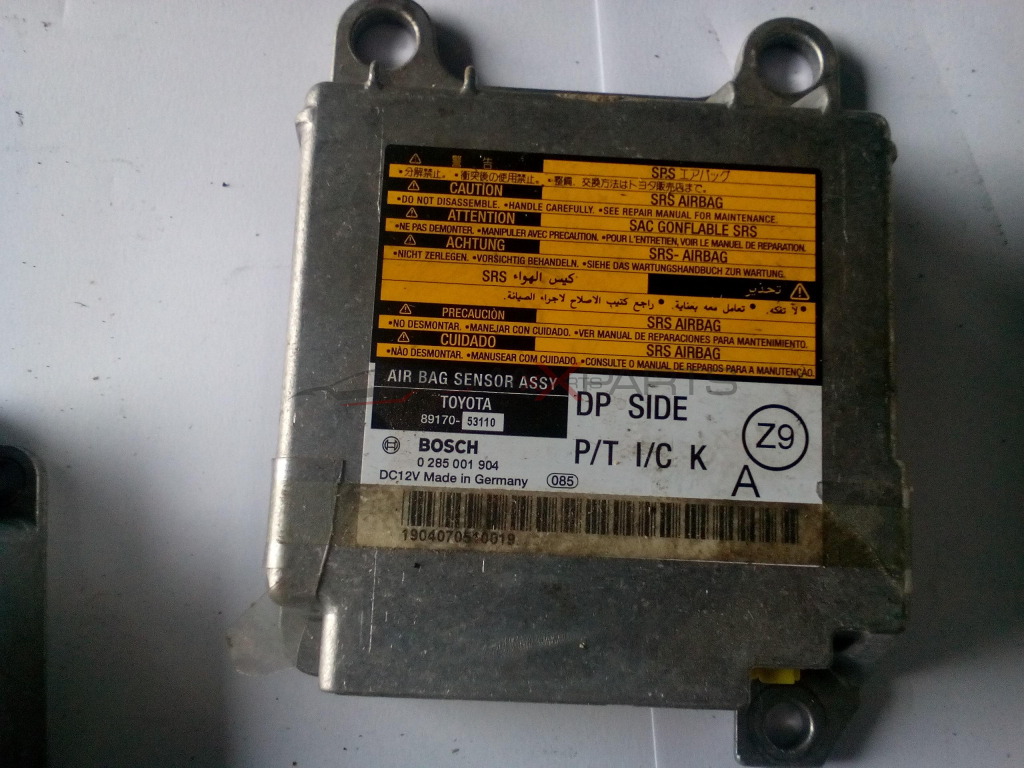 ⚠ 警 告 SRS エアバッグ
•分解禁止。 •衝突後の使用禁止。 •整備、交換方法はトヨタ販売店まで。
⚠ CAUTION SRS AIRBAG
•DO NOT DISASSEMBLE. •HANDLE CAREFULLY. •SEE REPAIR MANUAL FOR MAINTENANCE.
⚠ ATTENTION SAC GONFLABLE SRS
•NE PAS DEMONTER. •MANIPULER AVEC PRECAUTION. •POUR L'ENTRETIEN, VOIR LE MANUEL DE REPARATION.
⚠ ACHTUNG SRS- AIRBAG
•NICHT ZERLEGEN. •VORSICHTIG BEHANDELN. •SIEHE DAS WARTUNGSHANDBUCH ZUR WARTUNG.
⚠ تحذير كيس الهواء SRS
•لا تفكه. • تعامل معه بعناية. • راجع كتيب الاصلاح لاجراء الصيانة.
⚠ PRECAUCIÓN SRS AIRBAG
•NO DESMONTAR. •MANEJAR CON CUIDADO. •VER MANUAL DE REPARACIONES PARA MANTENIMIENTO.
⚠ CUIDADO SRS AIRBAG
•NÃO DESMONTAR. •MANUSEAR COM CUIDADO. •CONSULTE O MANUAL DE REPAROS PARA A MANUTENÇÃO.
AIR BAG SENSOR ASSY
TOYOTA
89170- 53110
DP SIDE
BOSCH
0 285 001 904
P/T I/C K
Z9
A
DC12V Made in Germany 085
1904070510019